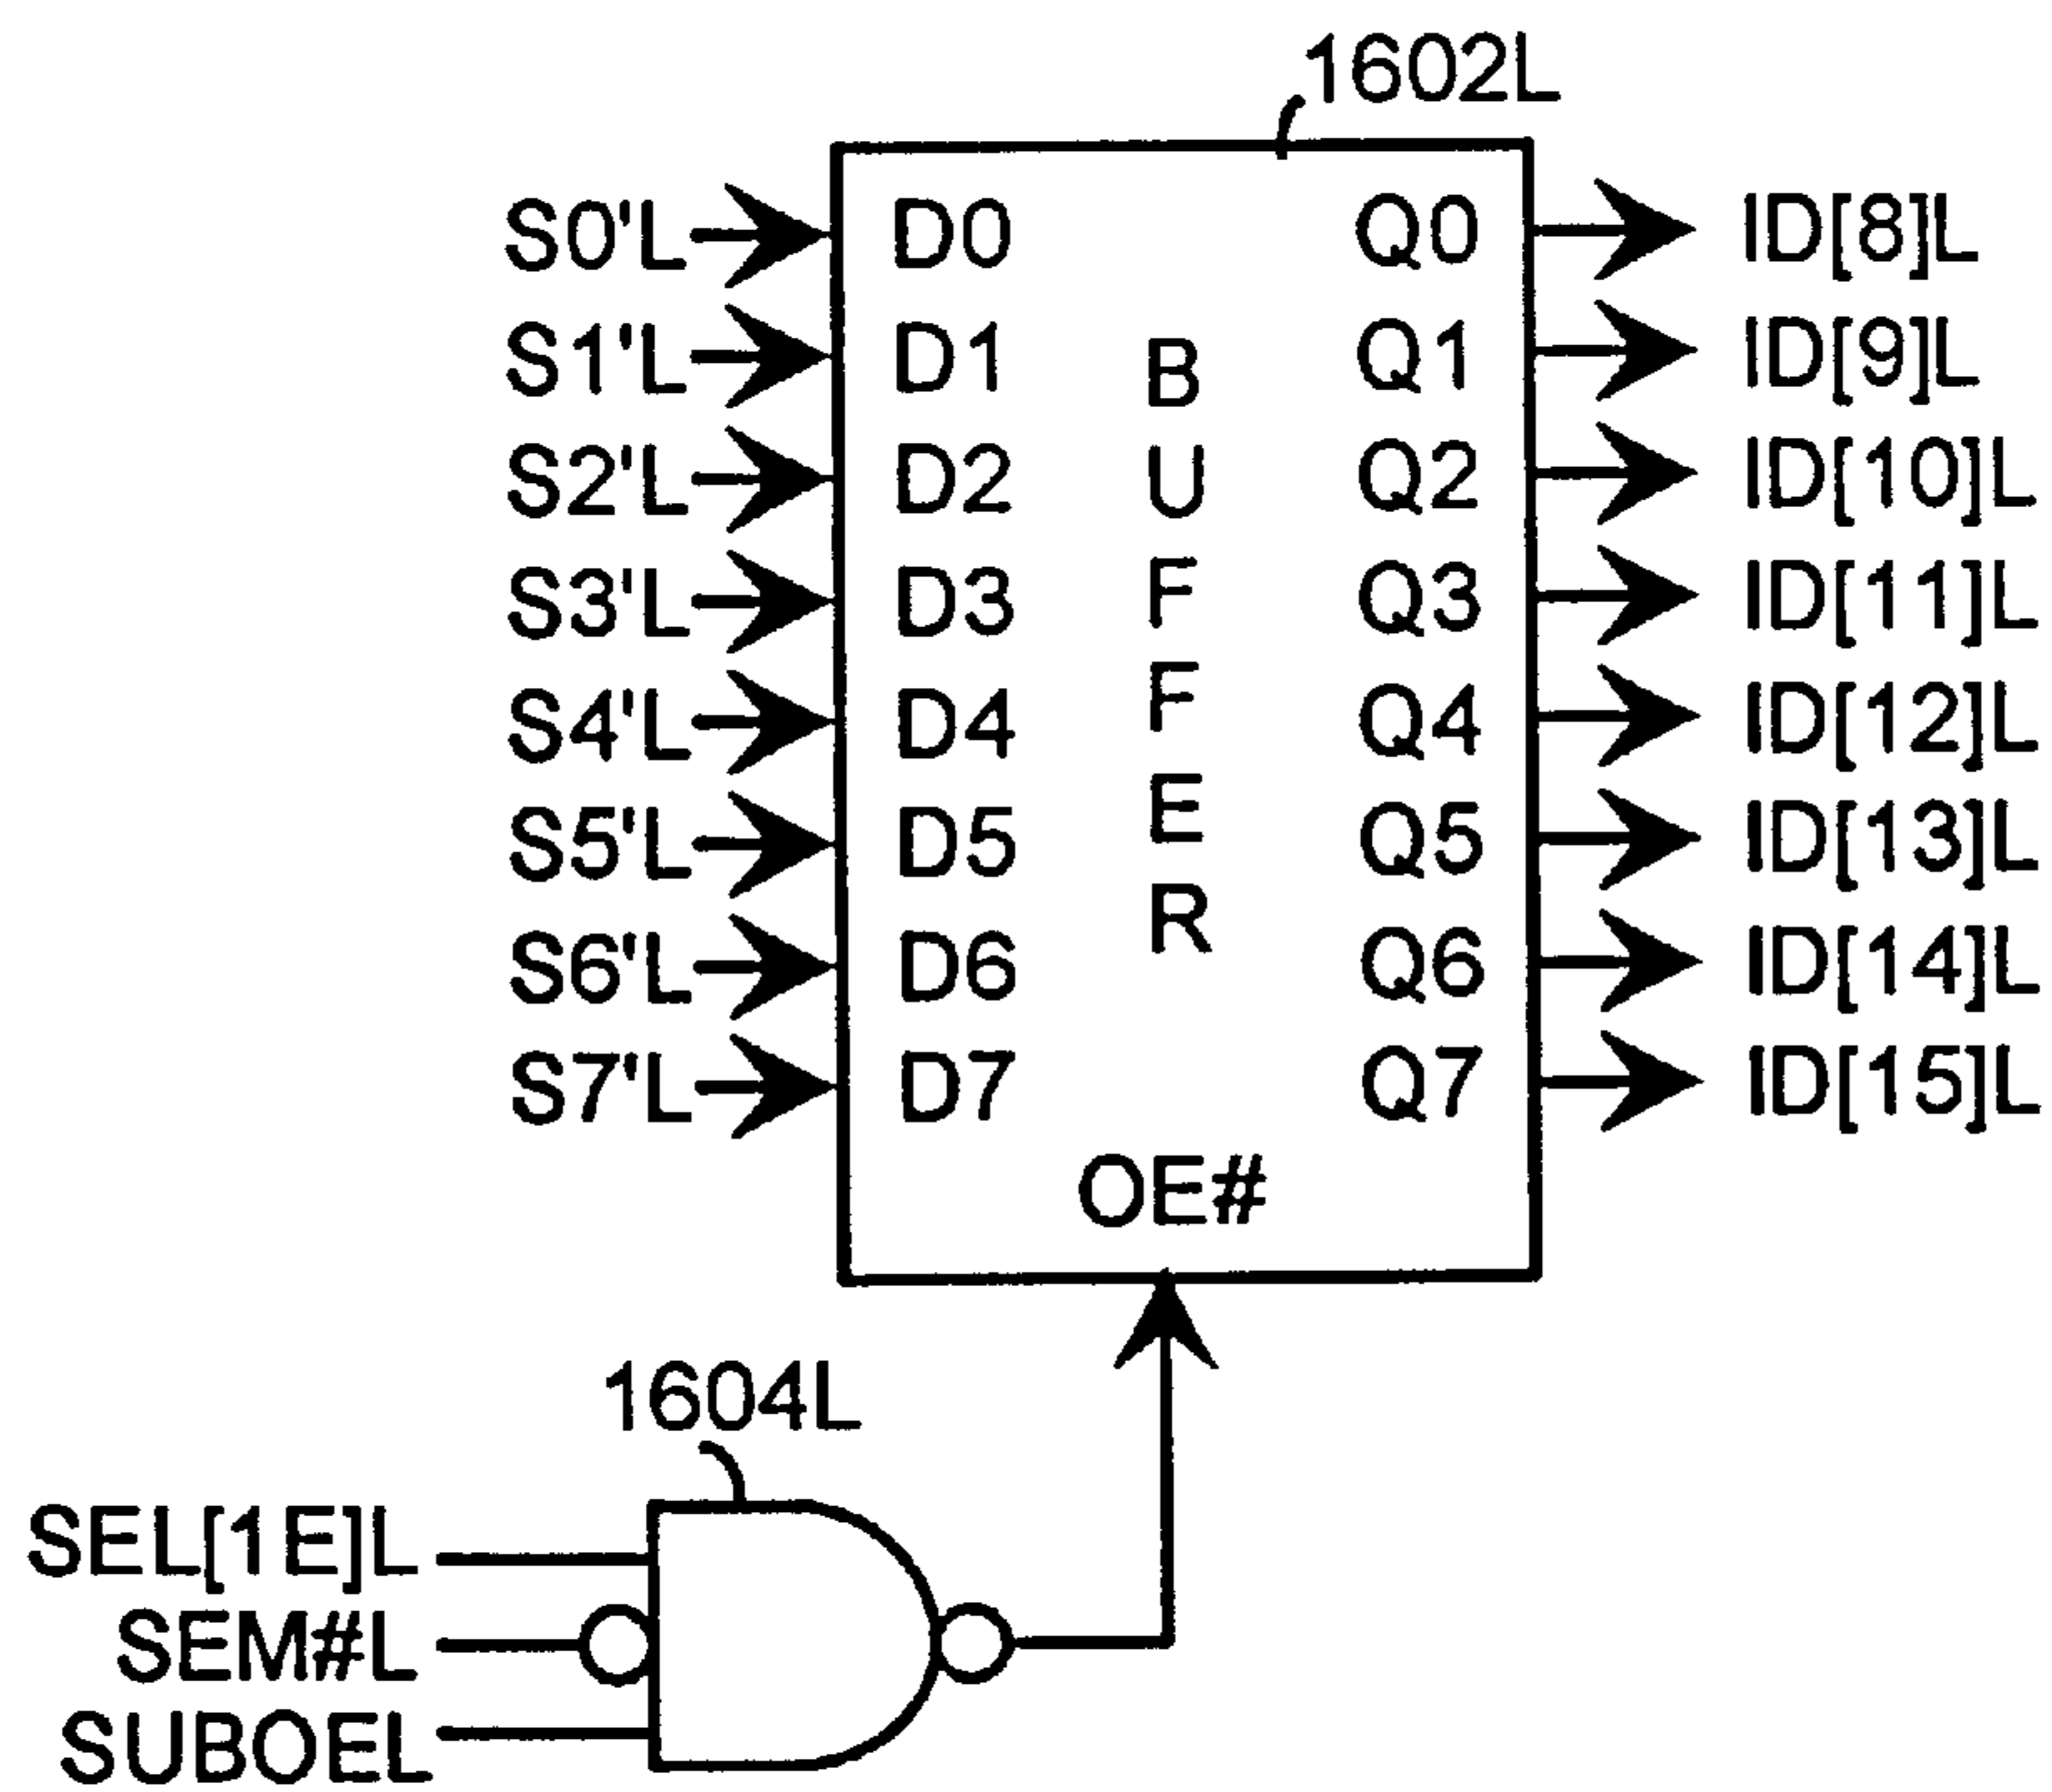 1602L
S0'L D0 Q0 ID[8]L
S1'L D1 Q1 ID[9]L
S2'L D2 Q2 ID[10]L
S3'L D3 Q3 ID[11]L
S4'L D4 Q4 ID[12]L
S5'L D5 Q5 ID[13]L
S6'L D6 Q6 ID[14]L
S7'L D7 Q7 ID[15]L
BUFFER
OE#
1604L
SEL[1E]L
SEM#L
SUBOEL